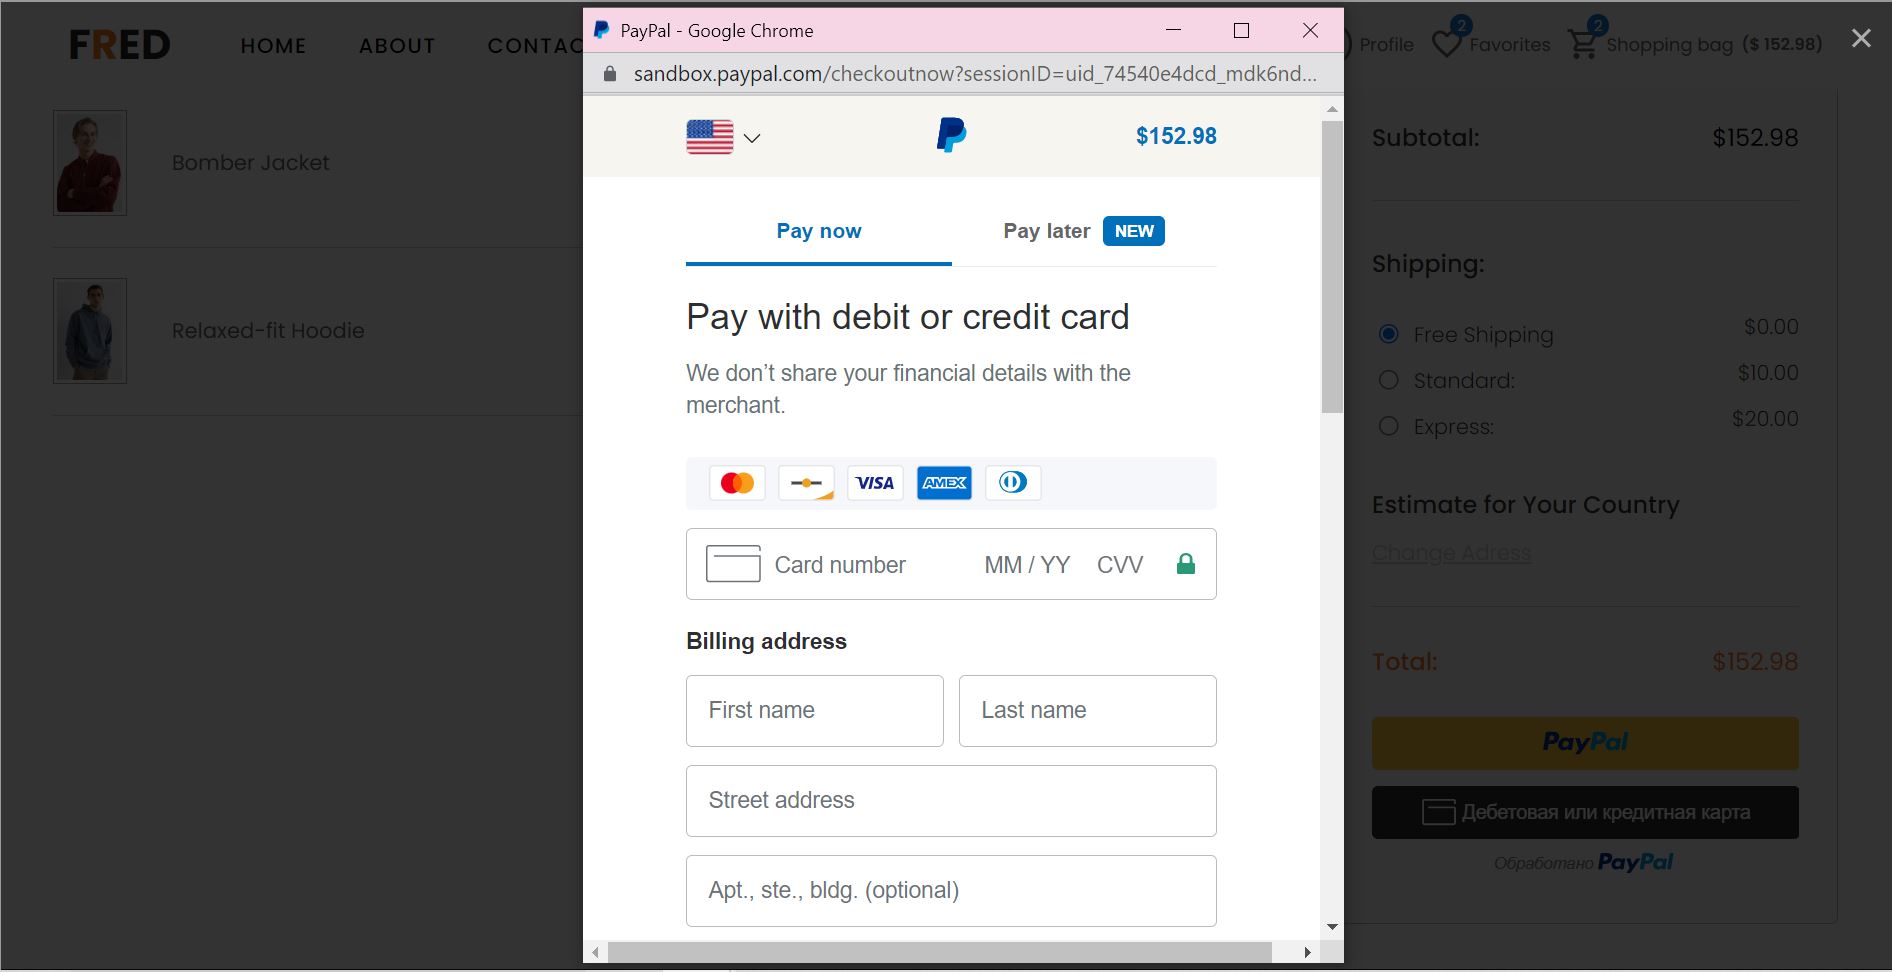 PayPal - Google Chrome
sandbox.paypal.com/checkoutnow?sessionID=uid_74540e4dcd_mdk6nd...
FRED
HOME
ABOUT
CONTAC
Profile
2
Favorites
2
Shopping bag ($ 152.98)
Bomber Jacket
Relaxed-fit Hoodie
$152.98
Pay now
Pay later NEW
Pay with debit or credit card
We don't share your financial details with the
merchant.
VISA
AMEX
Card number MM / YY CVV
Billing address
First name
Last name
Street address
Apt., ste., bldg. (optional)
Subtotal: $152.98
Shipping:
Free Shipping $0.00
Standard: $10.00
Express: $20.00
Estimate for Your Country
Change Adress
Total: $152.98
PayPal
Дебетовая или кредитная карта
Обработано PayPal